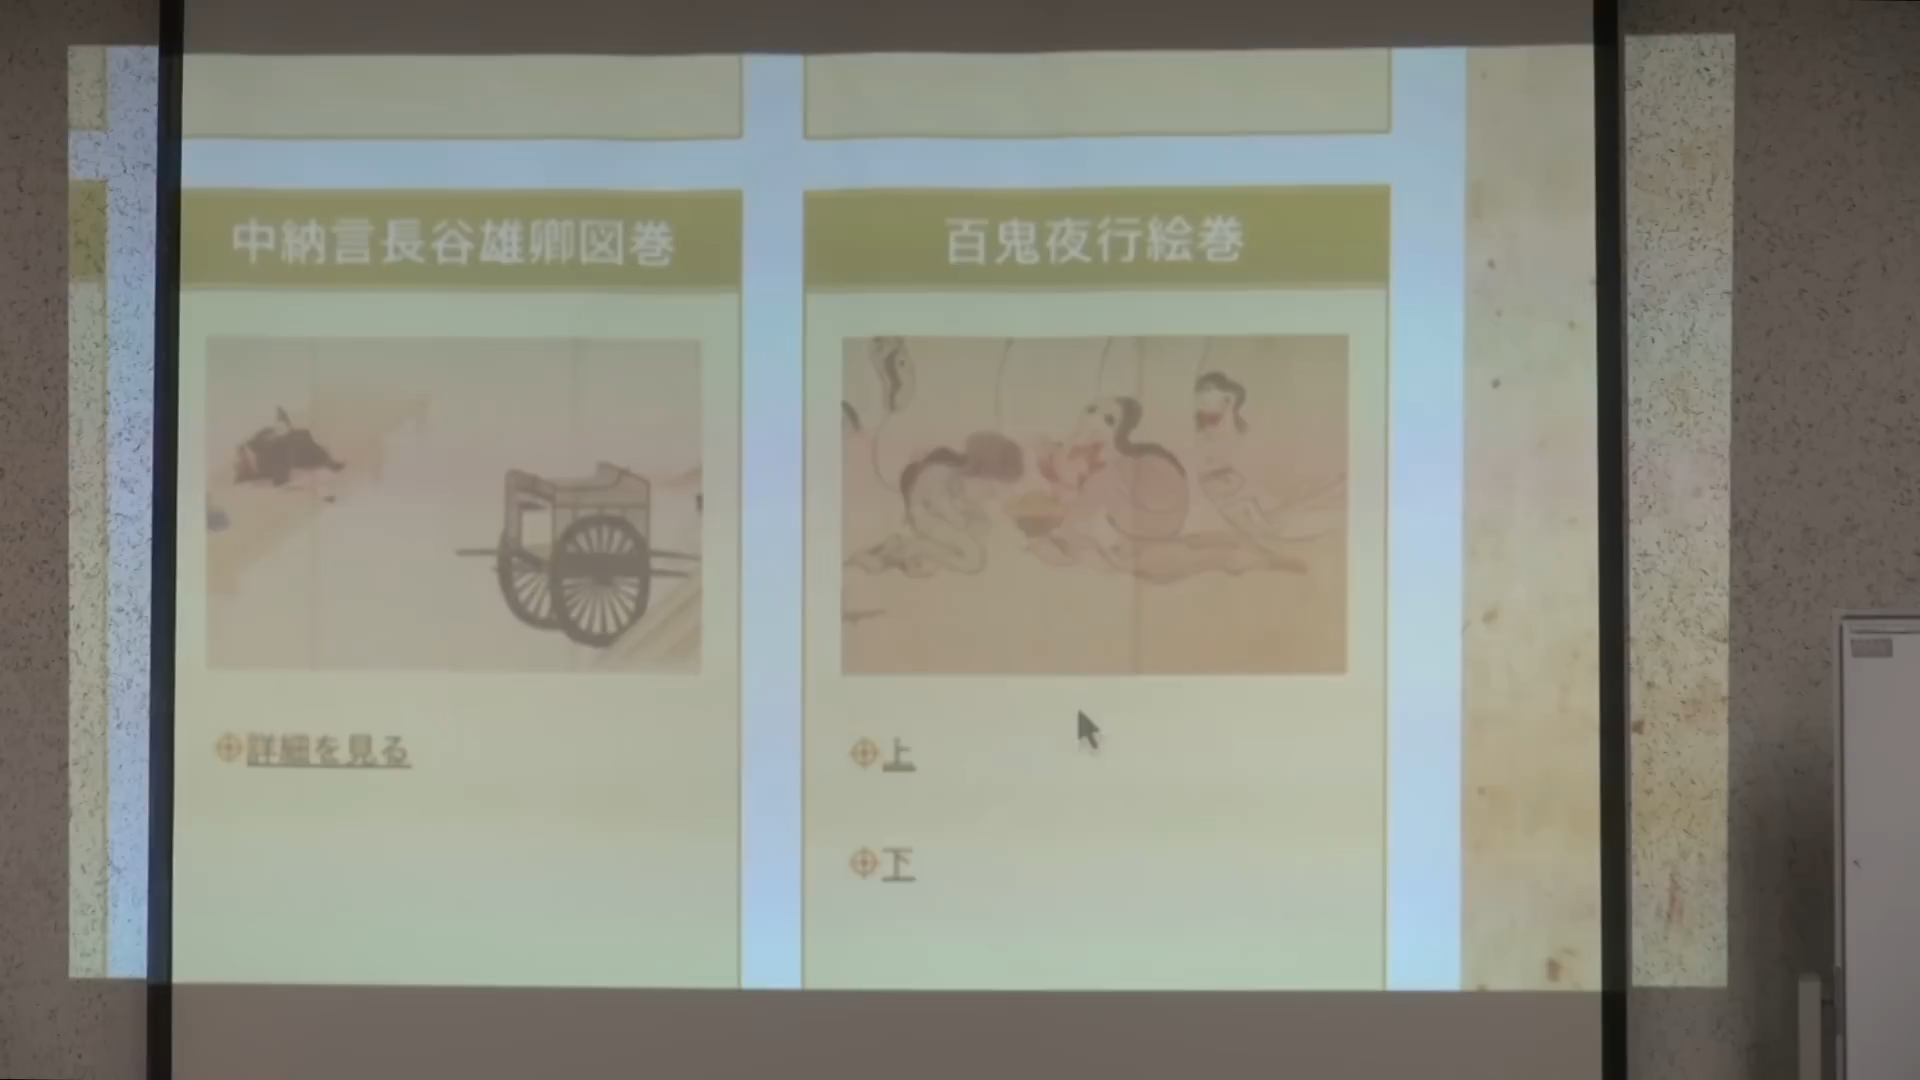 中納言長谷雄卿図巻
詳細を見る
百鬼夜行絵巻
上
下